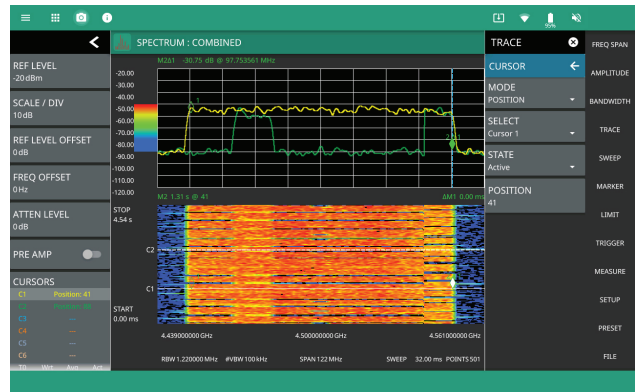 95%
SPECTRUM : COMBINED
TRACE
FREQ SPAN
REF LEVEL
-20 dBm
SCALE / DIV
10 dB
REF LEVEL OFFSET
0 dB
FREQ OFFSET
0 Hz
ATTEN LEVEL
0 dB
PRE AMP
CURSORS
C1 Position: 41
C2
C3 ---
C4 ---
C5 ---
C6 ---
M2Δ1 -30.75 dB @ 97.753561 MHz
-20.00
-30.00
-40.00
-50.00
-60.00
-70.00
-80.00
-90.00
-100.00
-110.00
-120.00
M2 1.31 s @ 41
ΔM1 0.00 ms
STOP
4.54 s
C2
C1
START
0.00 ms
4.439000000 GHz
4.500000000 GHz
4.561000000 GHz
RBW 1.220000 MHz
#VBW 100 kHz
SPAN 122 MHz
SWEEP 32.00 ms
POINTS 501
CURSOR
MODE
POSITION
SELECT
Cursor 1
STATE
Active
POSITION
41
AMPLITUDE
BANDWIDTH
TRACE
SWEEP
MARKER
LIMIT
TRIGGER
MEASURE
SETUP
PRESET
FILE